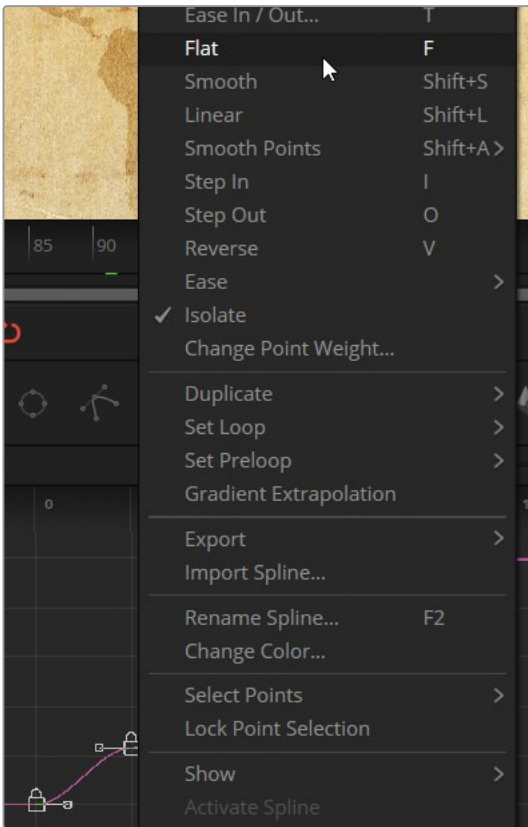 Ease In / Out... T
Flat F
Smooth Shift+S
Linear Shift+L
Smooth Points Shift+A >
Step In I
Step Out O
85 90 Reverse V
Ease >
✓ Isolate
Change Point Weight...
Duplicate >
Set Loop >
Set Preloop >
0 Gradient Extrapolation 1
Export >
Import Spline...
Rename Spline... F2
Change Color...
Select Points >
Lock Point Selection
Show >
Activate Spline